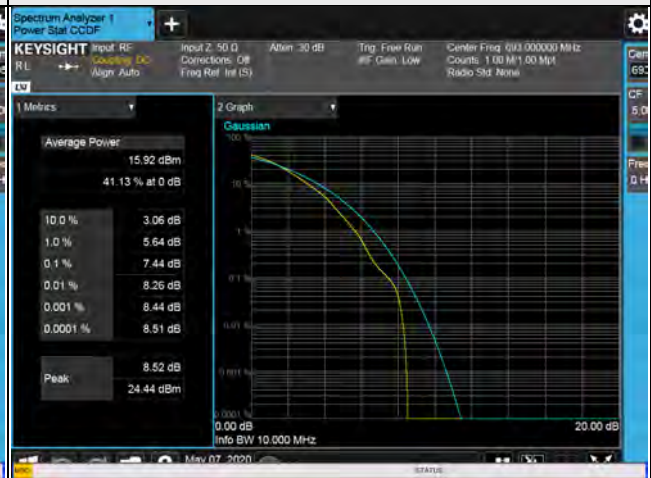 Spectrum Analyzer 1
Power Stat CCDF
+
KEYSIGHT
RL
Input: RF
Coupling: DC
Align: Auto
Input Z: 50 Ω
Corrections: Off
Freq Ref: Int (S)
Atten: 30 dB
Trig: Free Run
#IF Gain: Low
Center Freq: 693.000000 MHz
Counts: 1.00 M/1.00 Mpt
Radio Std: None
1 Metrics
Average Power
15.92 dBm
41.13 % at 0 dB
10.0 % 3.06 dB
1.0 % 5.64 dB
0.1 % 7.44 dB
0.01 % 8.26 dB
0.001 % 8.44 dB
0.0001 % 8.51 dB
Peak
8.52 dB
24.44 dBm
2 Graph
Gaussian
100 %
10 %
1 %
0.1 %
0.01 %
0.001 %
0.0001 %
0.00 dB
20.00 dB
Info BW 10.000 MHz
May 07, 2020
MSG
STATUS
CF